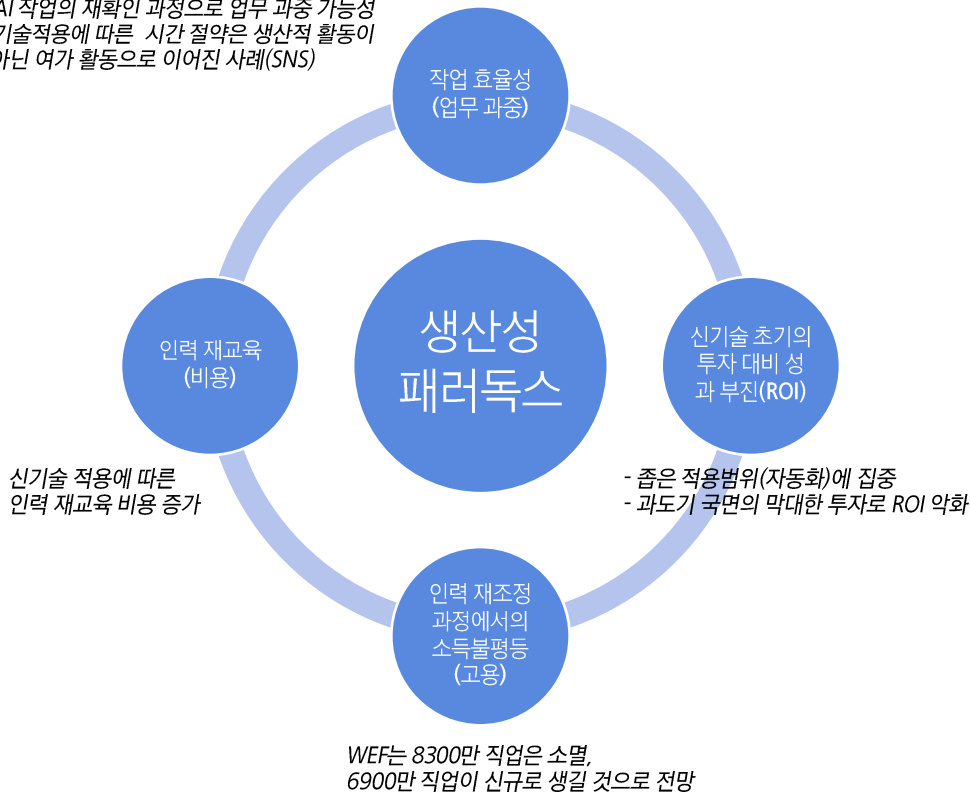 AI 작업의 재확인 과정으로 업무 과중 가능성
기술적용에 따른 시간 절약은 생산적 활동이
아닌 여가 활동으로 이어진 사례(SNS)
작업 효율성
(업무 과중)
인력 재교육
(비용)
생산성
패러독스
신기술 초기의
투자 대비 성
과 부진(ROI)
신기술 적용에 따른
인력 재교육 비용 증가
- 좁은 적용범위(자동화)에 집중
- 과도기 국면의 막대한 투자로 ROI 악화
인력 재조정
과정에서의
소득불평등
(고용)
WEF는 8300만 직업은 소멸,
6900만 직업이 신규로 생길 것으로 전망